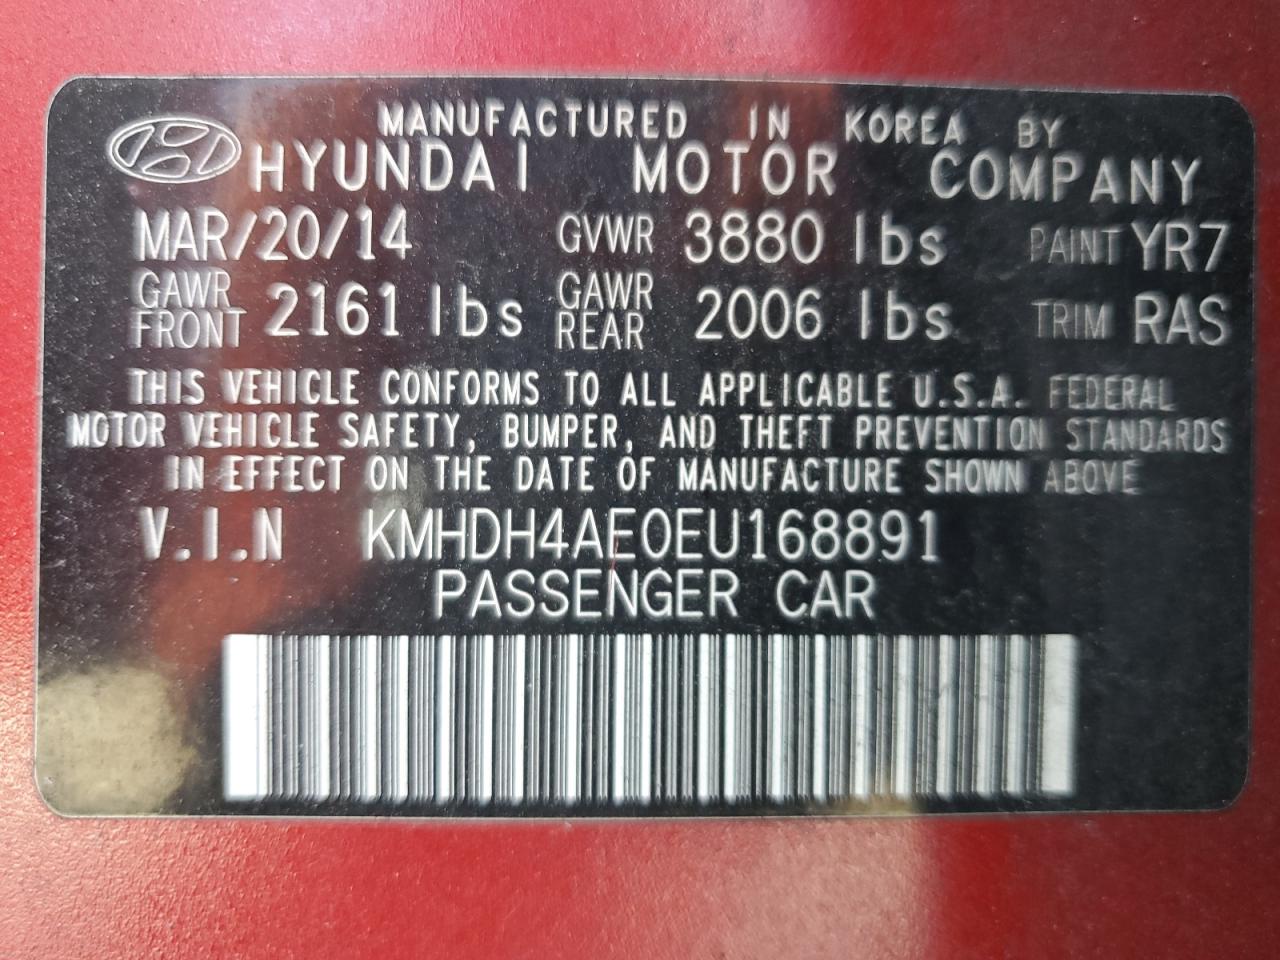 MANUFACTURED IN KOREA BY
HYUNDAI MOTOR COMPANY
MAR/20/14 GVWR 3880 lbs PAINT YR7
GAWR FRONT 2161 lbs GAWR REAR 2006 lbs TRIM RAS
THIS VEHICLE CONFORMS TO ALL APPLICABLE U.S.A. FEDERAL
MOTOR VEHICLE SAFETY, BUMPER, AND THEFT PREVENTION STANDARDS
IN EFFECT ON THE DATE OF MANUFACTURE SHOWN ABOVE
V.I.N KMHDH4AE0EU168891
PASSENGER CAR